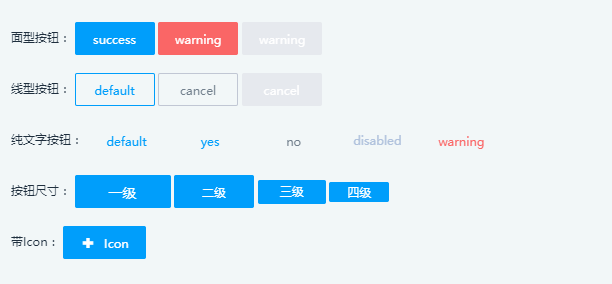 面型按钮： success warning warning
线型按钮： default cancel cancel
纯文字按钮： default yes no disabled warning
按钮尺寸： 一级 二级 三级 四级
带Icon： Icon